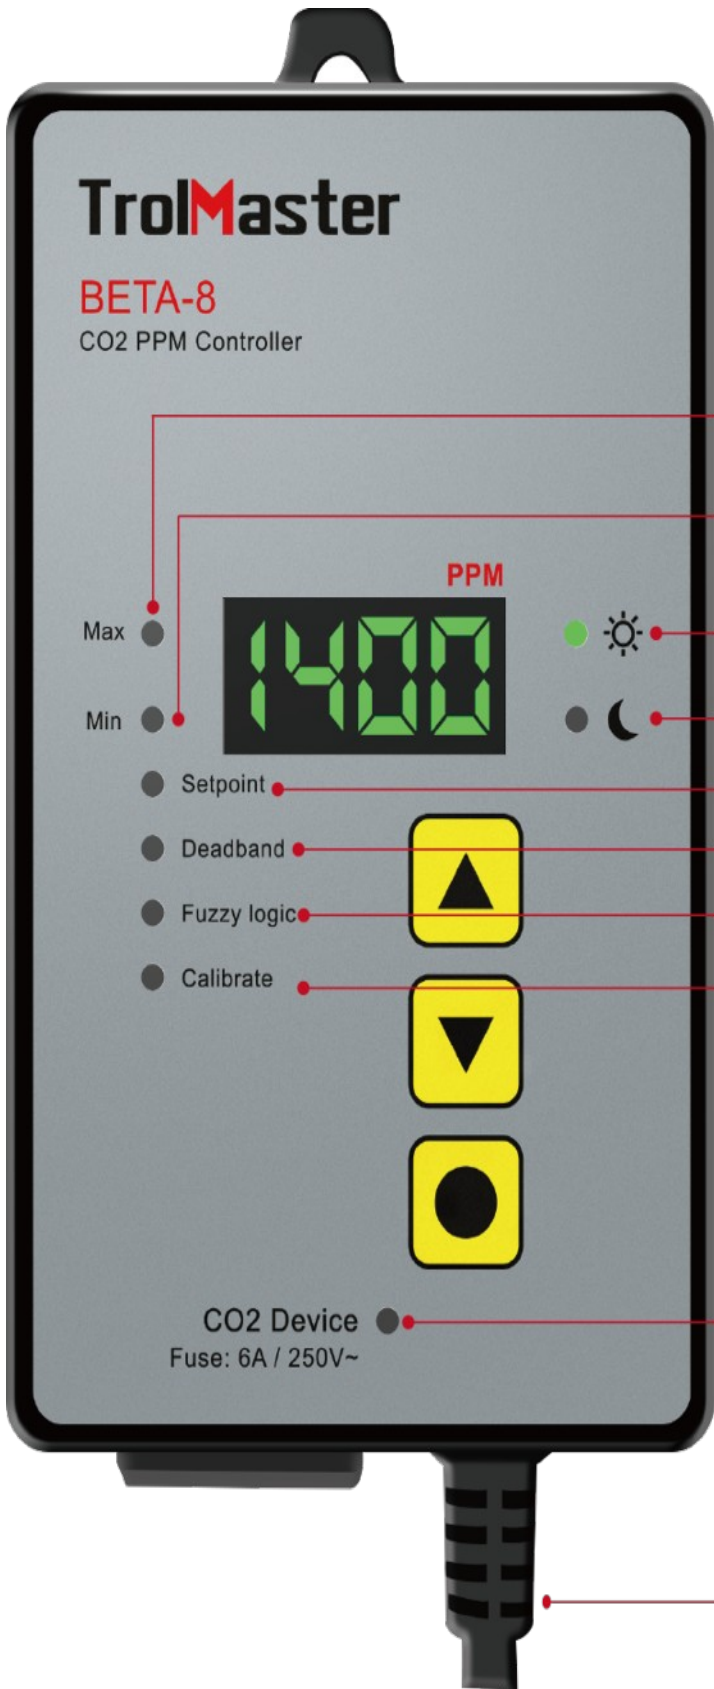 TrolMaster
BETA-8
CO2 PPM Controller
PPM
Max
1400
Min
Setpoint
Deadband
Fuzzy logic
Calibrate
CO2 Device
Fuse: 6A / 250V~